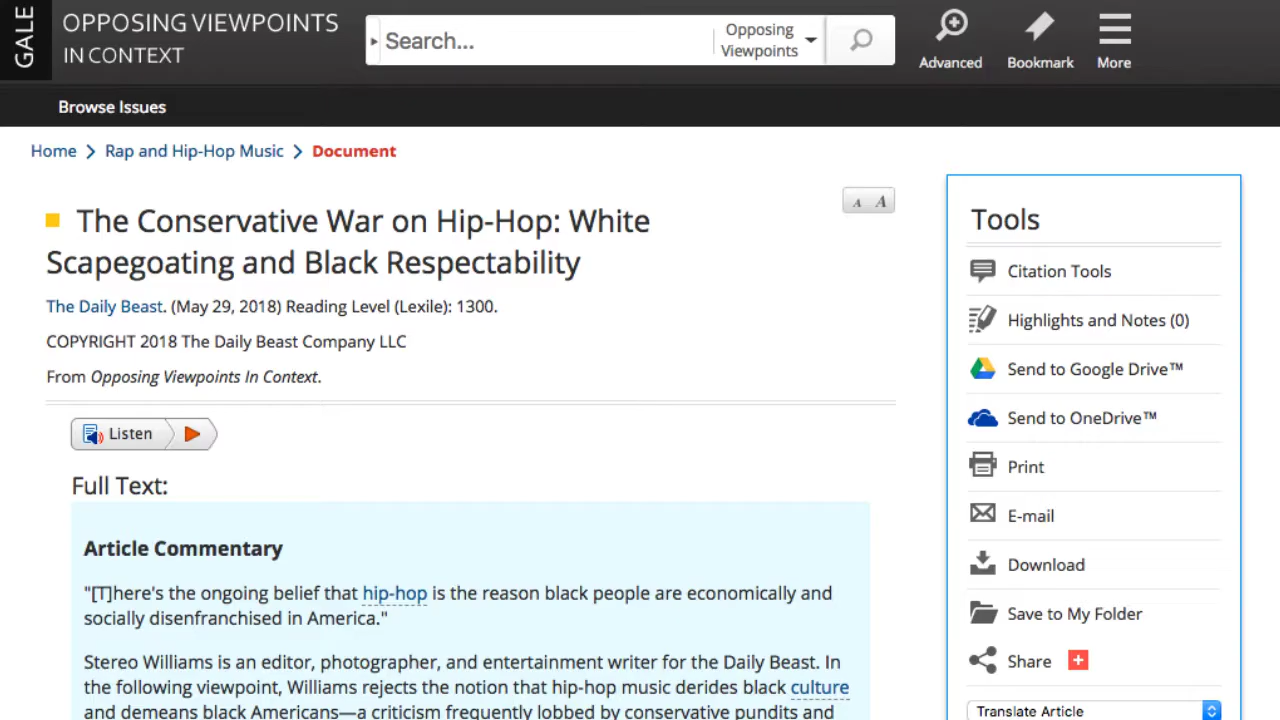 GALE
OPPOSING VIEWPOINTS
IN CONTEXT
Search...
Opposing
Viewpoints
Advanced
Bookmark
More
Browse Issues
Home
Rap and Hip-Hop Music
Document
A A
The Conservative War on Hip-Hop: White
Scapegoating and Black Respectability
The Daily Beast. (May 29, 2018) Reading Level (Lexile): 1300.
COPYRIGHT 2018 The Daily Beast Company LLC
From Opposing Viewpoints In Context.
Listen
Full Text:
Article Commentary
"[T]here's the ongoing belief that hip-hop is the reason black people are economically and
socially disenfranchised in America."
Stereo Williams is an editor, photographer, and entertainment writer for the Daily Beast. In
the following viewpoint, Williams rejects the notion that hip-hop music derides black culture
and demeans black Americans—a criticism frequently lobbed by conservative pundits and
Tools
Citation Tools
Highlights and Notes (0)
Send to Google Drive™
Send to OneDrive™
Print
E-mail
Download
Save to My Folder
Share
Translate Article